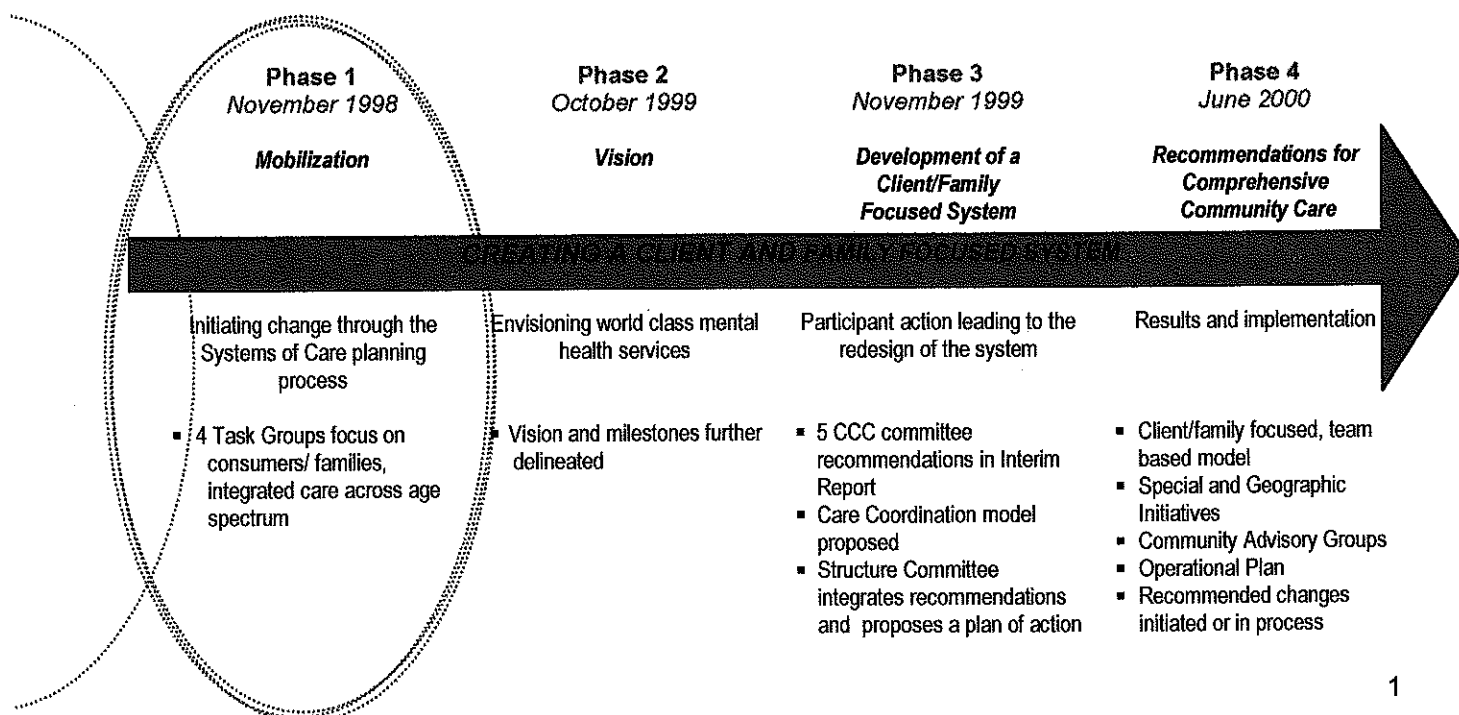 Phase 1
November 1998
Mobilization
Phase 2
October 1999
Vision
Phase 3
November 1999
Development of a
Client/Family
Focused System
Phase 4
June 2000
Recommendations for
Comprehensive
Community Care
CREATING A CLIENT AND FAMILY FOCUSED SYSTEM
Initiating change through the
Systems of Care planning
process
▪ 4 Task Groups focus on
consumers/ families,
integrated care across age
spectrum
Envisioning world class mental
health services
▪ Vision and milestones further
delineated
Participant action leading to the
redesign of the system
▪ 5 CCC committee
recommendations in Interim
Report
▪ Care Coordination model
proposed
▪ Structure Committee
integrates recommendations
and proposes a plan of action
Results and implementation
▪ Client/family focused, team
based model
▪ Special and Geographic
Initiatives
▪ Community Advisory Groups
▪ Operational Plan
▪ Recommended changes
initiated or in process
1